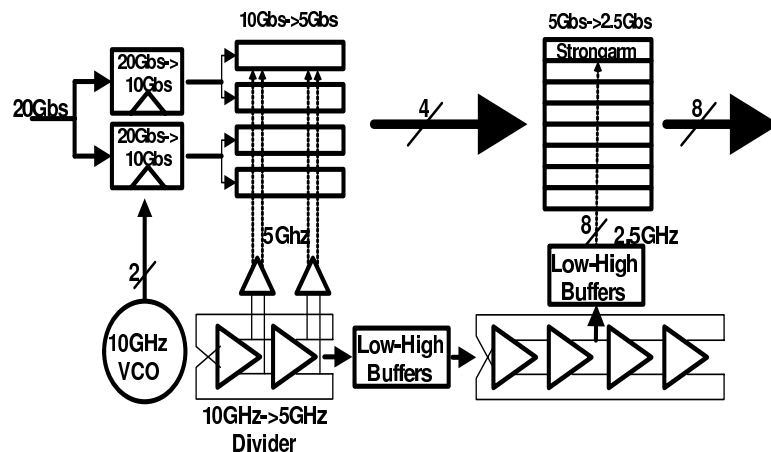 10Gbs->5Gbs
5Gbs->2.5Gbs
Strongarm
20Gbs->
10Gbs
20Gbs
20Gbs->
10Gbs
4
8
5Ghz
8
2.5GHz
2
Low-High
Buffers
10GHz
VCO
Low-High
Buffers
10GHz->5GHz
Divider